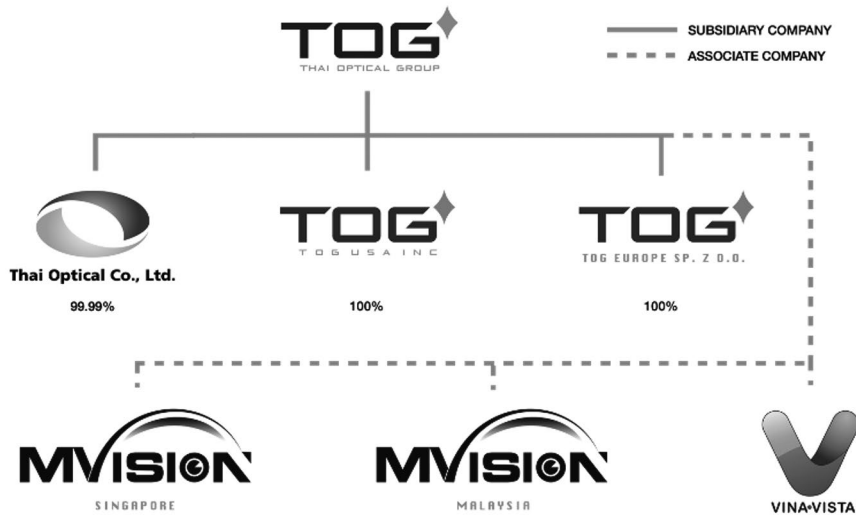 TOG
THAI OPTICAL GROUP
SUBSIDIARY COMPANY
ASSOCIATE COMPANY
Thai Optical Co., Ltd.
99.99%
TOG
TOG USA INC
100%
TOG
TOG EUROPE SP. Z O.O.
100%
MVISION
SINGAPORE
MVISION
MALAYSIA
VINA•VISTA